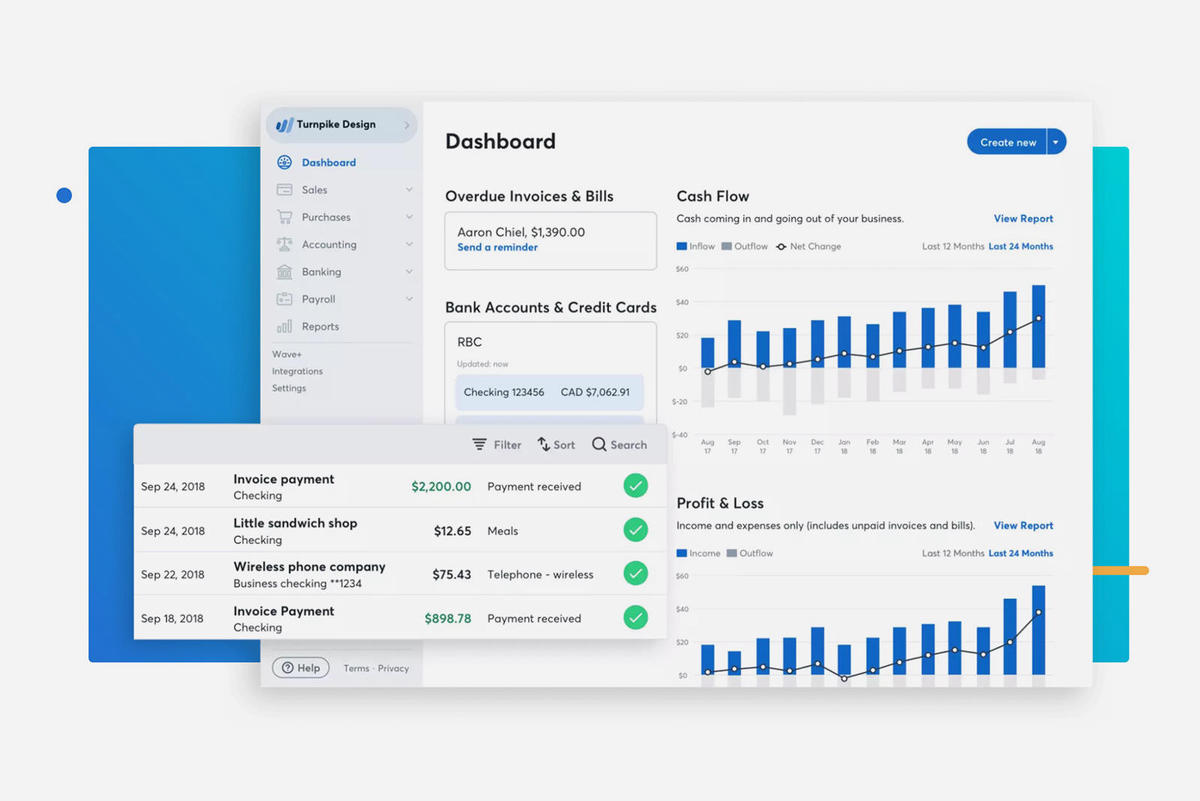 Turnpike Design
Dashboard
Sales
Purchases
Accounting
Banking
Payroll
Reports
Wave+
Integrations
Settings
Dashboard
Create new
Overdue Invoices & Bills
Aaron Chiel, $1,390.00
Send a reminder
Bank Accounts & Credit Cards
RBC
Updated: now
Checking 123456 CAD $7,062.91
Cash Flow
Cash coming in and going out of your business.
View Report
Inflow Outflow Net Change
Last 12 Months Last 24 Months
$60
$40
$20
$0
$-20
$-40
Aug Sep Oct Nov Dec Jan Feb Mar Apr May Jun Jul Aug
17 17 17 17 17 18 18 18 18 18 18 18 18
Filter Sort Search
Sep 24, 2018 Invoice payment $2,200.00 Payment received
Checking
Sep 24, 2018 Little sandwich shop $12.65 Meals
Checking
Sep 22, 2018 Wireless phone company $75.43 Telephone - wireless
Business checking **1234
Sep 18, 2018 Invoice Payment $898.78 Payment received
Checking
Profit & Loss
Income and expenses only (includes unpaid invoices and bills).
View Report
Income Outflow
Last 12 Months Last 24 Months
$60
$40
$20
$0
Help
Terms · Privacy